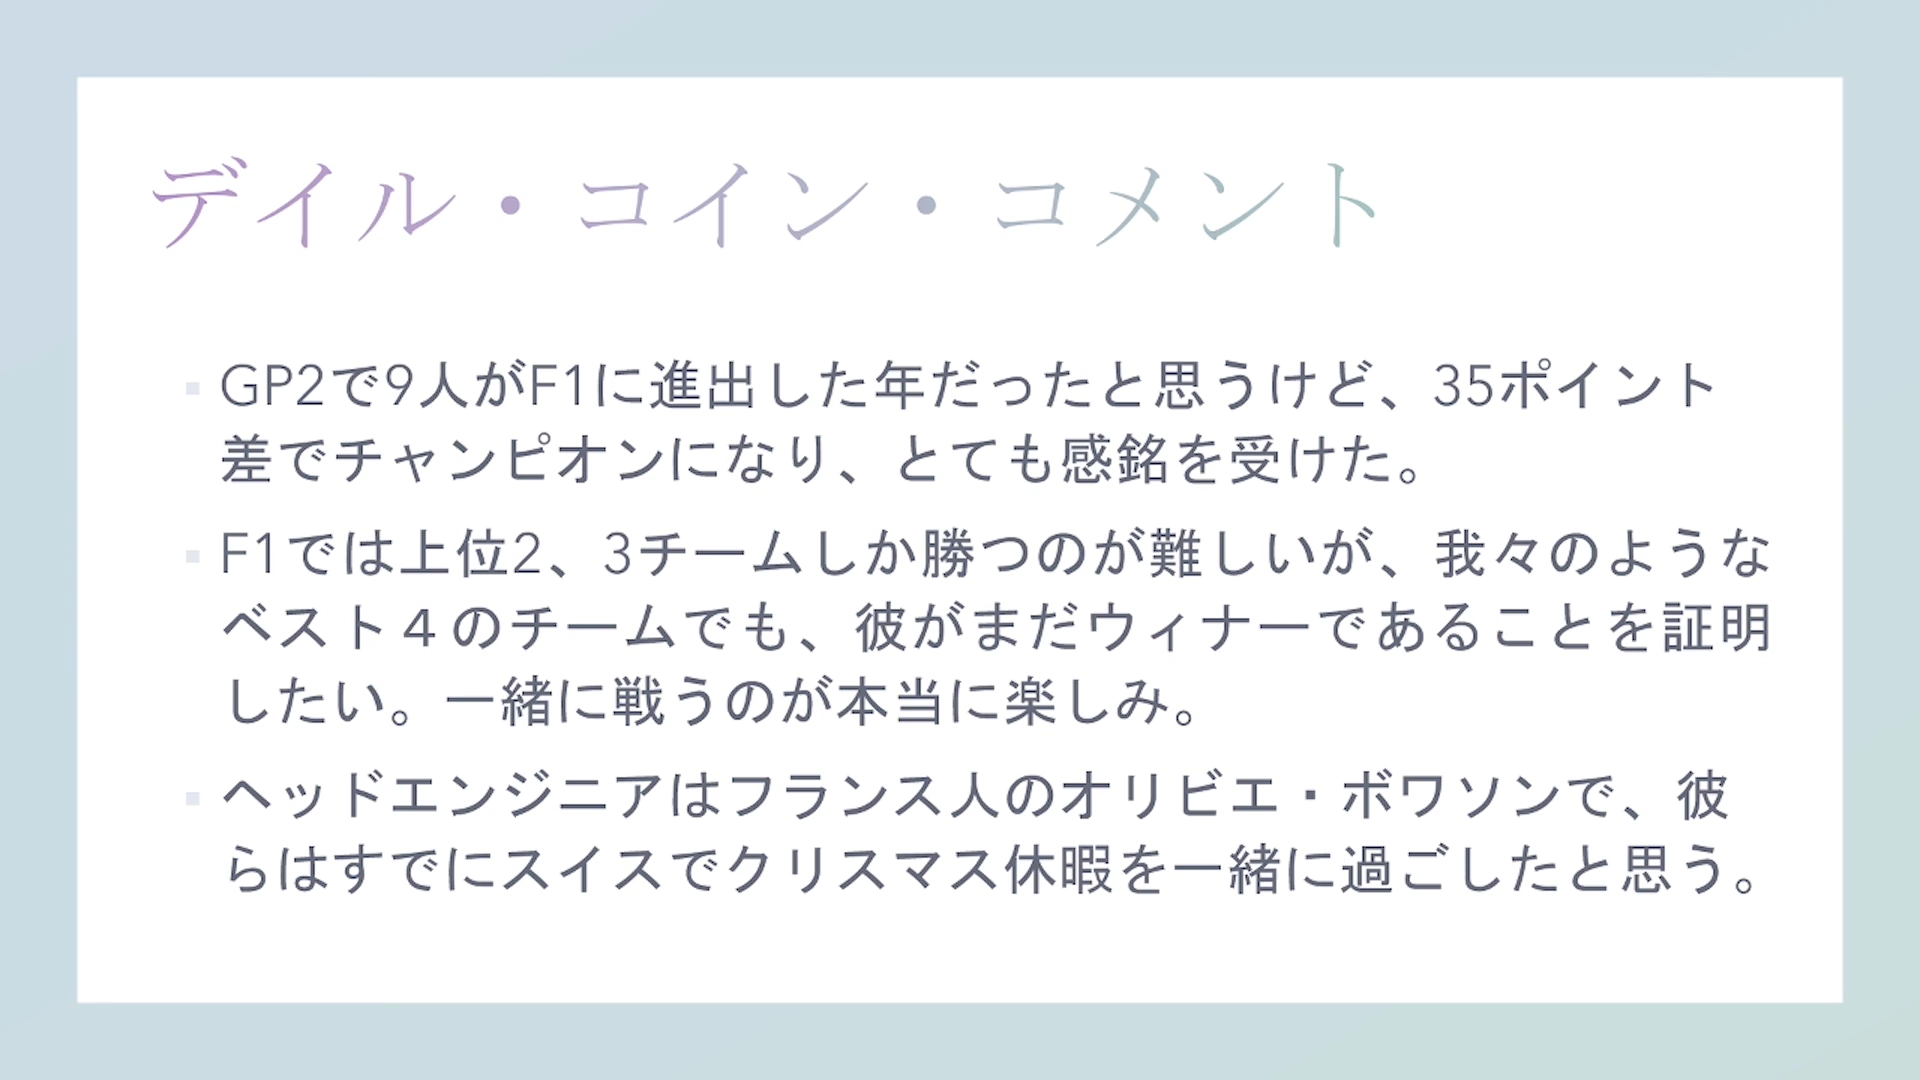 デイル・コイン・コメント
GP2で9人がF1に進出した年だったと思うけど、35ポイント
差でチャンピオンになり、とても感銘を受けた。
F1では上位2、3チームしか勝つのが難しいが、我々のような
ベスト４のチームでも、彼がまだウィナーであることを証明
したい。一緒に戦うのが本当に楽しみ。
ヘッドエンジニアはフランス人のオリビエ・ボワソンで、彼
らはすでにスイスでクリスマス休暇を一緒に過ごしたと思う。